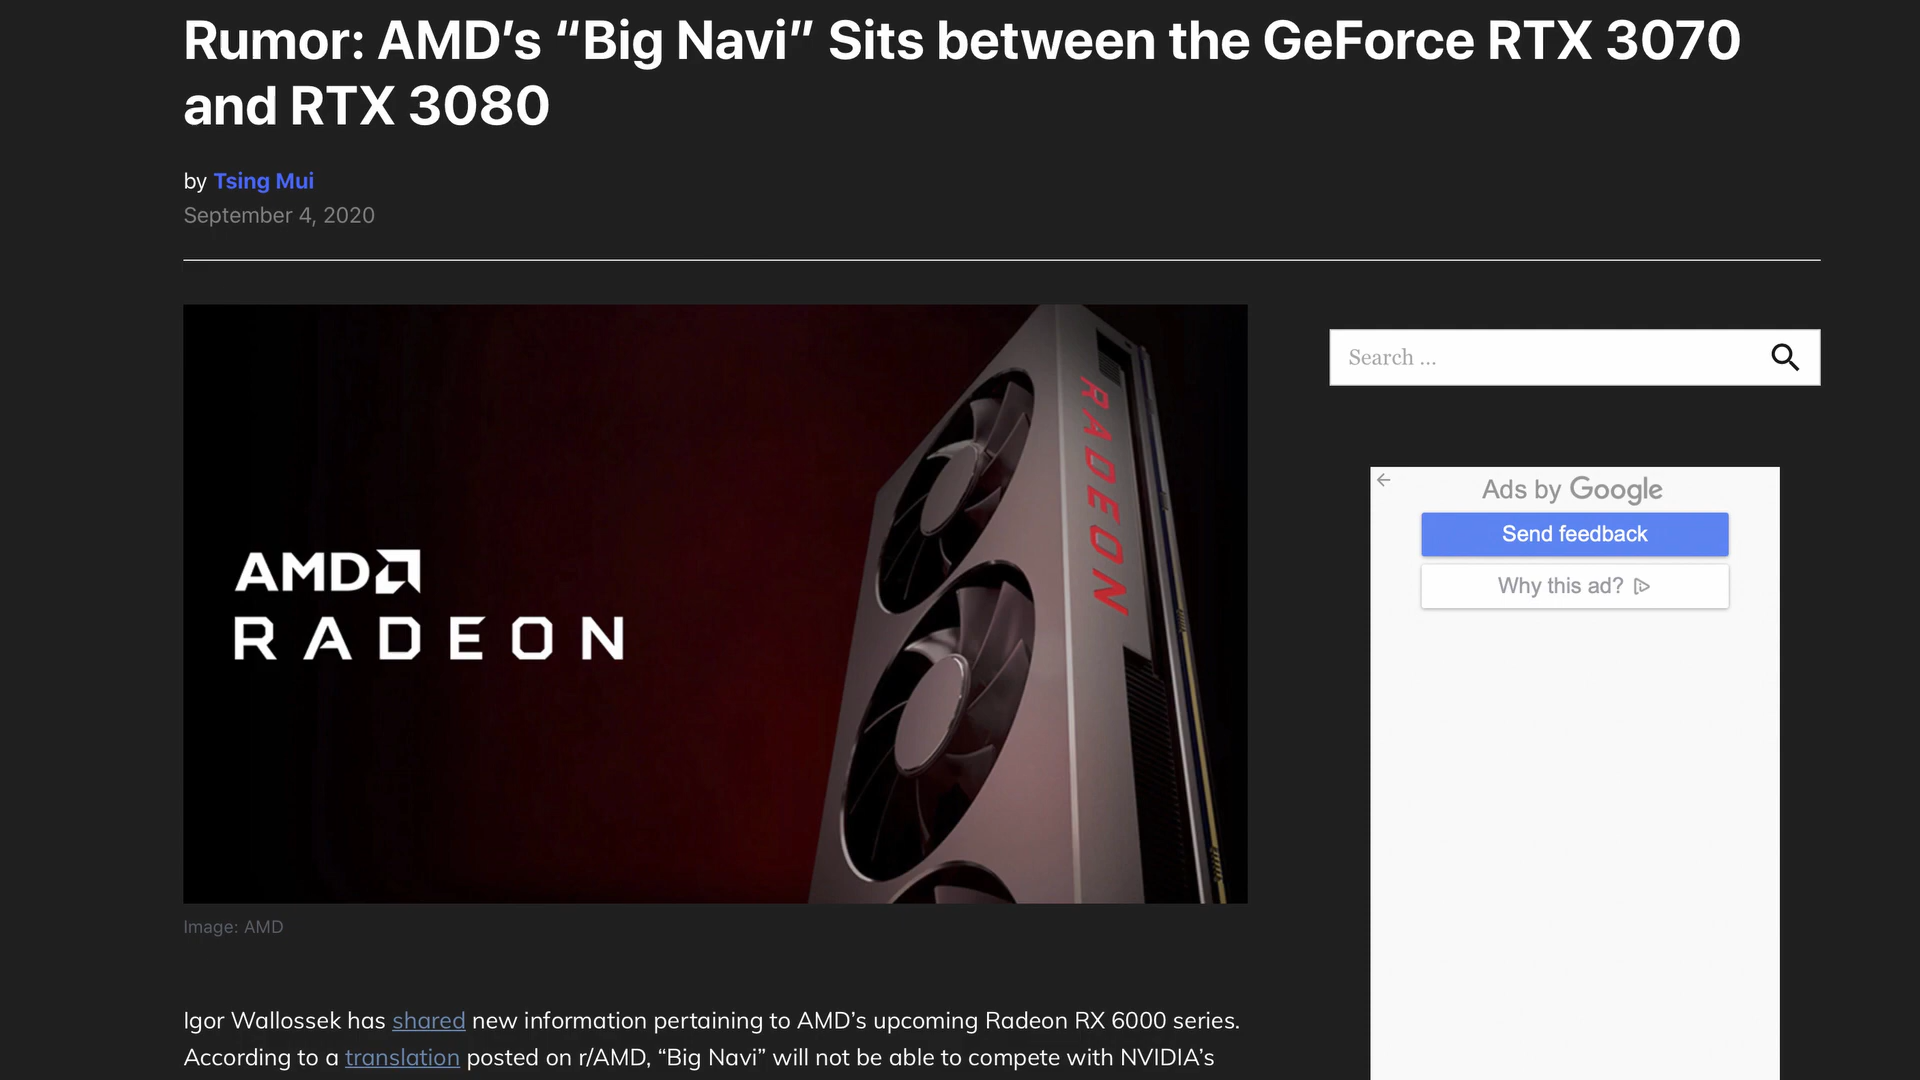 Rumor: AMD’s “Big Navi” Sits between the GeForce RTX 3070
and RTX 3080
by Tsing Mui
September 4, 2020
Search ...
RADEON
AMD
RADEON
Ads by Google
Send feedback
Why this ad?
Image: AMD
Igor Wallossek has shared new information pertaining to AMD’s upcoming Radeon RX 6000 series.
According to a translation posted on r/AMD, “Big Navi” will not be able to compete with NVIDIA’s